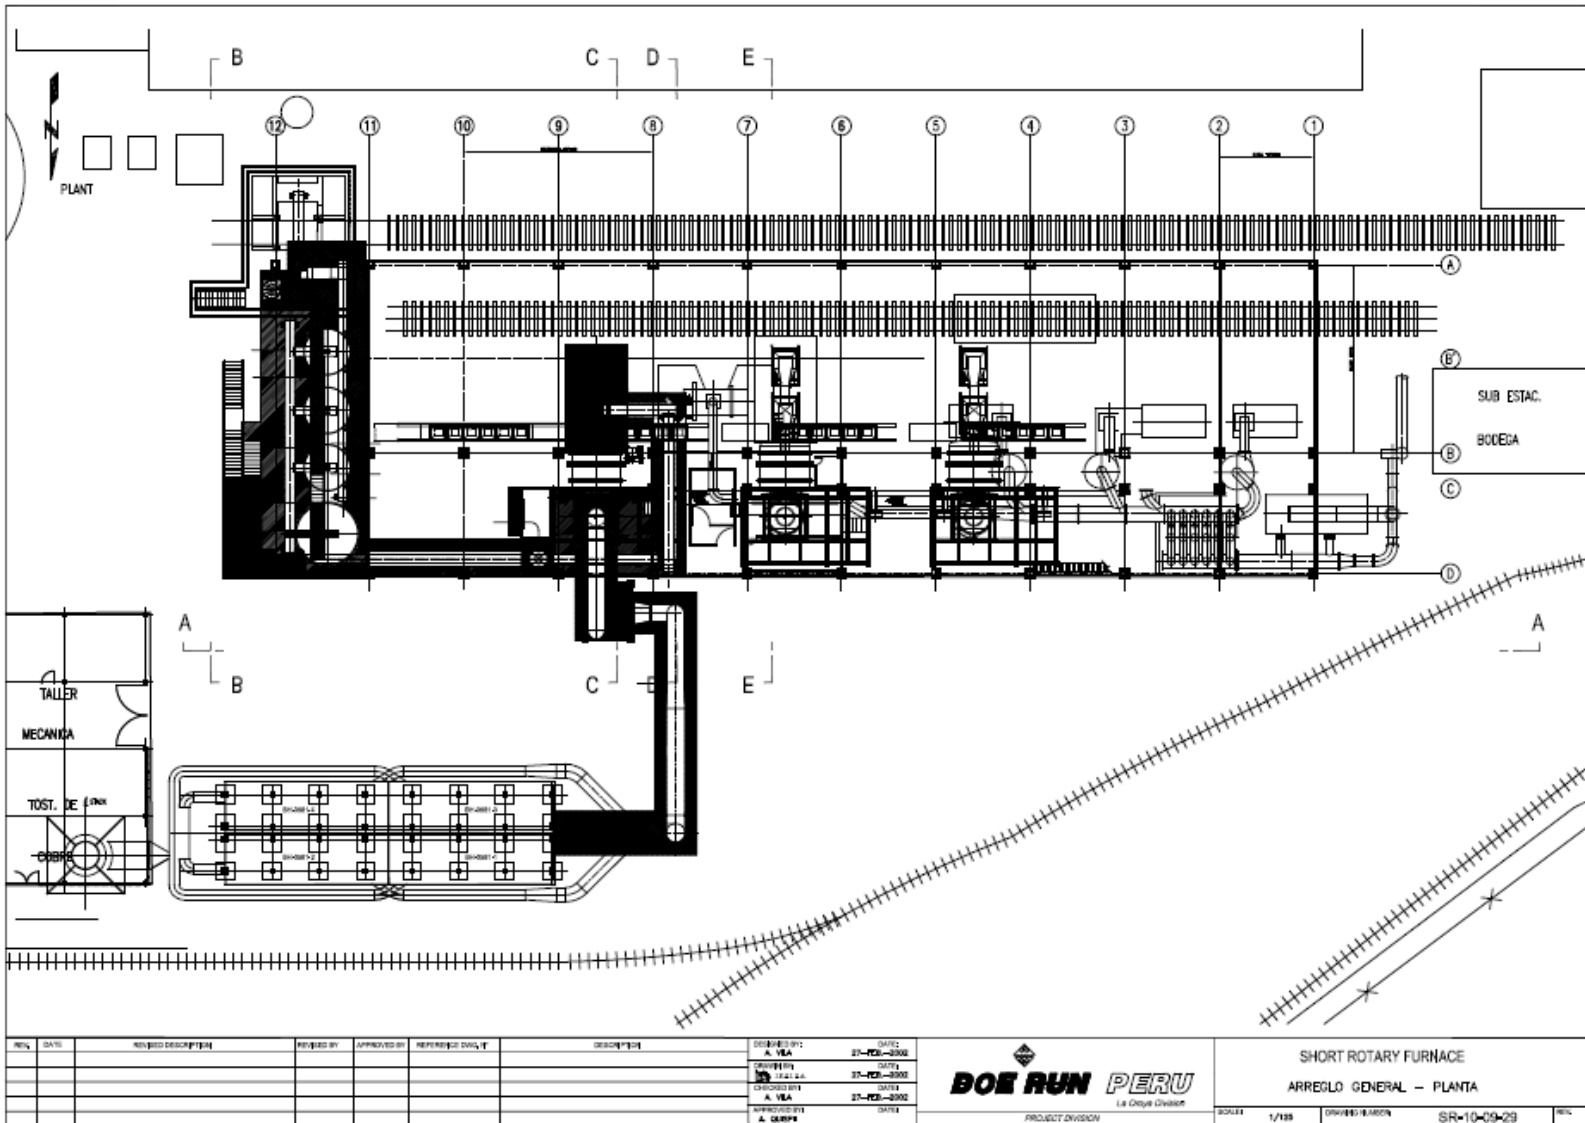 B C D E
12 11 10 9 8 7 6 5 4 3 2 1
N
PLANT
A
B'
SUB ESTAC.
BODEGA
B
C
D
A A
B C E
TALLER
MECANICA
TOST. DE
COBRE
REV. DATE REVISED DESCRIPTION REVISED BY APPROVED BY REFERENCE DWG. Nº DESCRIPTION
DESIGNED BY: DATE:
A. VILA 27-FEB.-2002
DRAWN BY: DATE:
27-FEB.-2002
CHECKED BY: DATE:
A. VILA 27-FEB.-2002
APPROVED BY: DATE:
A. QUISPE
DOE RUN PERU
La Oroya Division
PROJECT DIVISION
SHORT ROTARY FURNACE
ARREGLO GENERAL - PLANTA
SCALE: 1/125 DRAWING NUMBER: SR-10-09-29 REV.